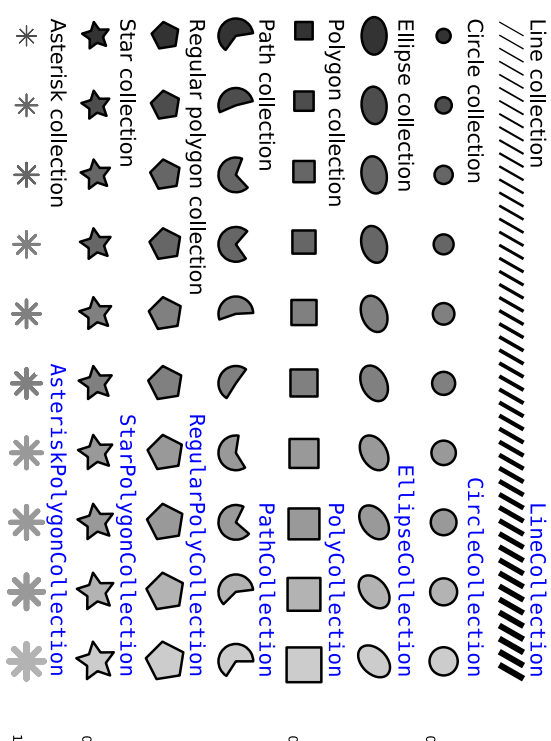 Line collection LineCollection
Circle collection CircleCollection
Ellipse collection EllipseCollection
Polygon collection PolyCollection
Path collection PathCollection
Regular polygon collection RegularPolyCollection
Star collection StarPolygonCollection
Asterisk collection AsteriskPolygonCollection